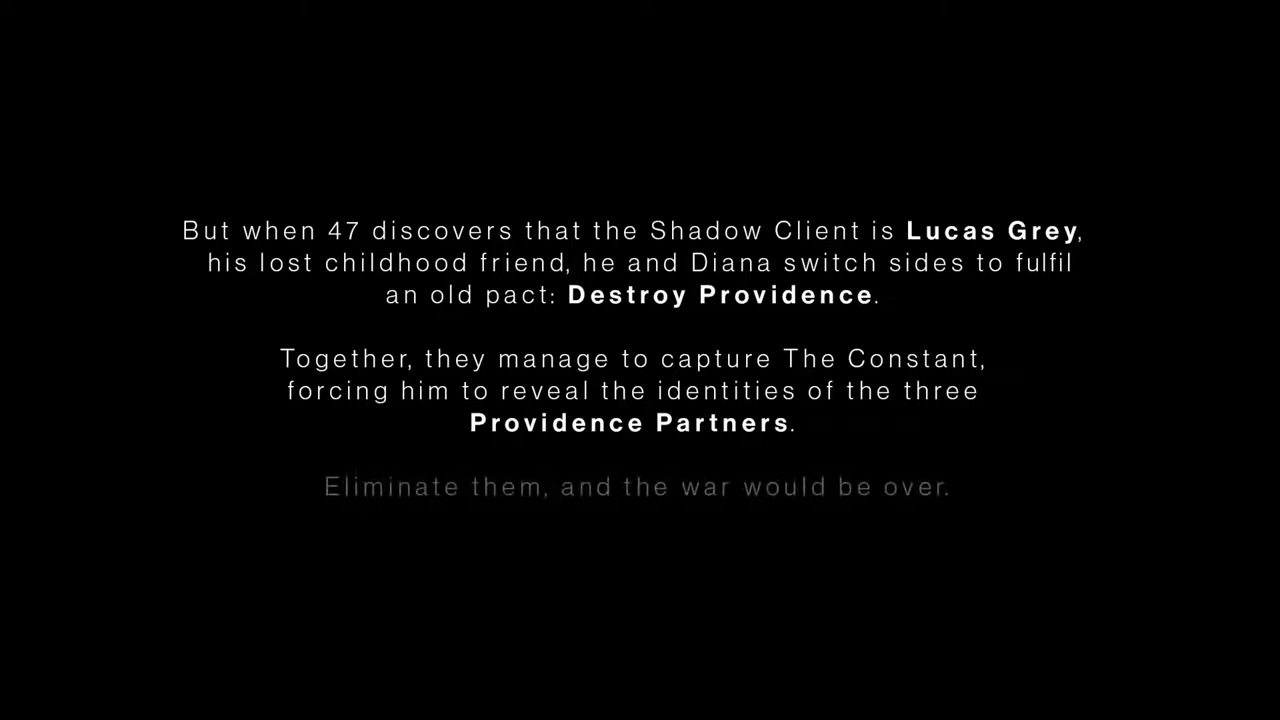 But when 47 discovers that the Shadow Client is Lucas Grey,
his lost childhood friend, he and Diana switch sides to fulfil
an old pact: Destroy Providence.
Together, they manage to capture The Constant,
forcing him to reveal the identities of the three
Providence Partners.
Eliminate them, and the war would be over.